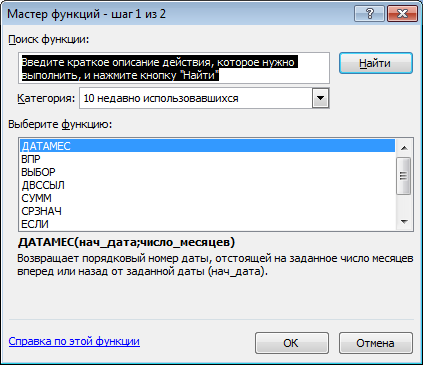 Мастер функций - шаг 1 из 2
Поиск функции:
Введите краткое описание действия, которое нужно
выполнить, и нажмите кнопку "Найти"
Найти
Категория: 10 недавно использовавшихся
Выберите функцию:
ДАТАМЕС
ВПР
ВЫБОР
ДВССЫЛ
СУММ
СРЗНАЧ
ЕСЛИ
ДАТАМЕС(нач_дата;число_месяцев)
Возвращает порядковый номер даты, отстоящей на заданное число месяцев
вперед или назад от заданной даты (нач_дата).
Справка по этой функции
ОК
Отмена